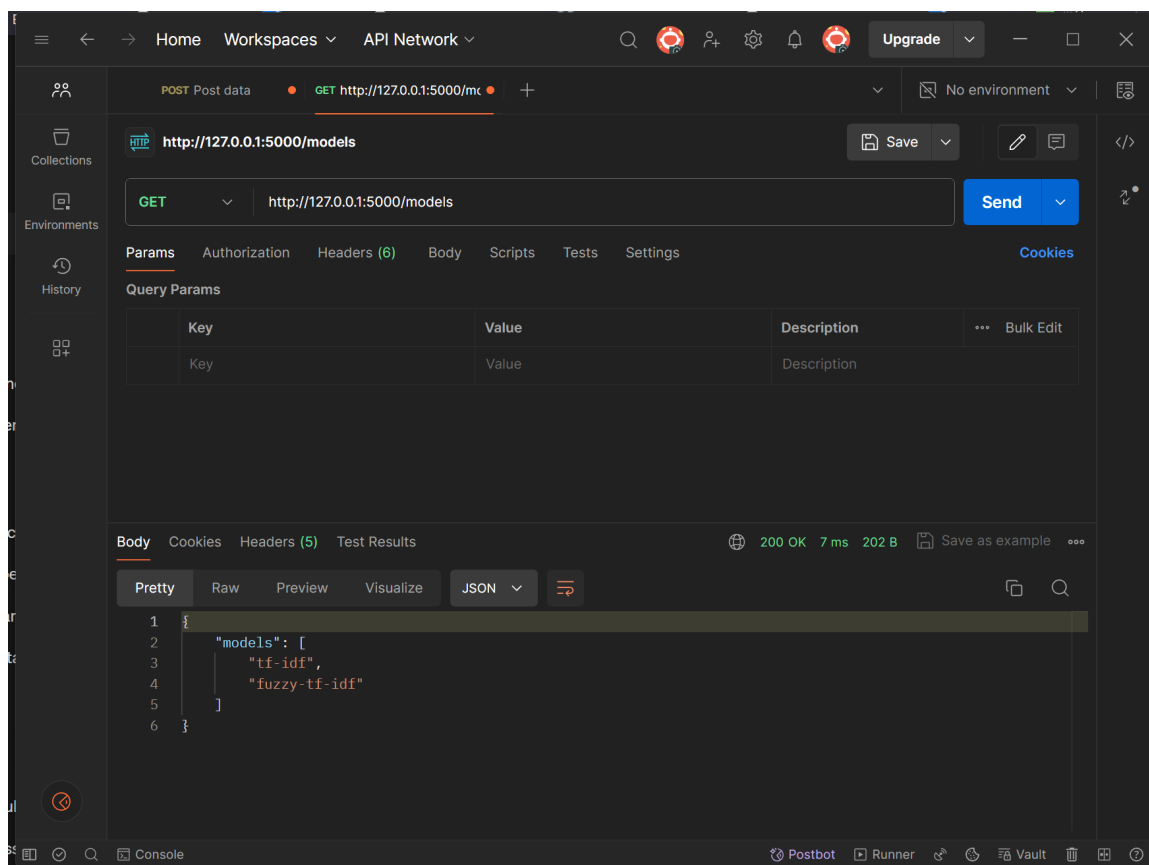 Home Workspaces API Network Upgrade
POST Post data GET http://127.0.0.1:5000/mc No environment
HTTP http://127.0.0.1:5000/models Save
Collections
GET http://127.0.0.1:5000/models Send
Environments
Params Authorization Headers (6) Body Scripts Tests Settings Cookies
History
Query Params
Key Value Description Bulk Edit
Key Value Description
Body Cookies Headers (5) Test Results 200 OK 7 ms 202 B Save as example
Pretty Raw Preview Visualize JSON
1 {
2 "models": [
3 "tf-idf",
4 "fuzzy-tf-idf"
5 ]
6 }
Console Postbot Runner Vault